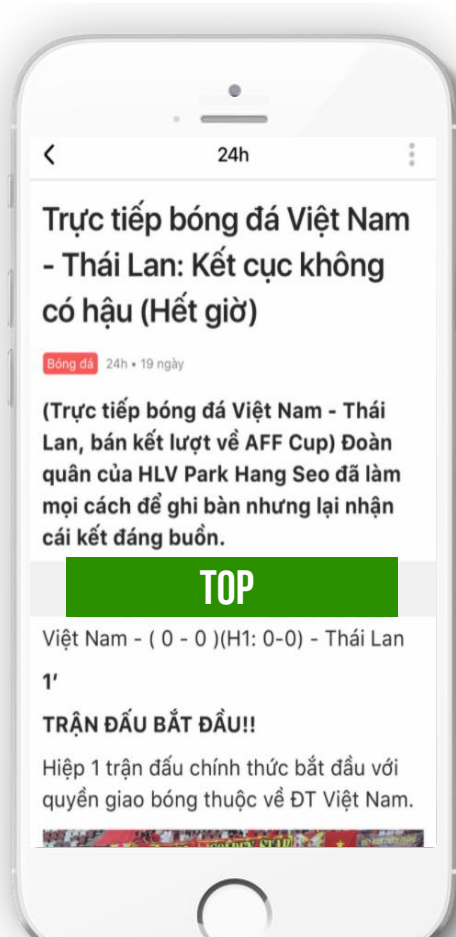 24h
Trực tiếp bóng đá Việt Nam
- Thái Lan: Kết cục không
có hậu (Hết giờ)
Bóng đá 24h • 19 ngày
(Trực tiếp bóng đá Việt Nam - Thái
Lan, bán kết lượt về AFF Cup) Đoàn
quân của HLV Park Hang Seo đã làm
mọi cách để ghi bàn nhưng lại nhận
cái kết đáng buồn.
TOP
Việt Nam - ( 0 - 0 )(H1: 0-0) - Thái Lan
1'
TRẬN ĐẤU BẮT ĐẦU!!
Hiệp 1 trận đấu chính thức bắt đầu với
quyền giao bóng thuộc về ĐT Việt Nam.
GOLDEN STAR